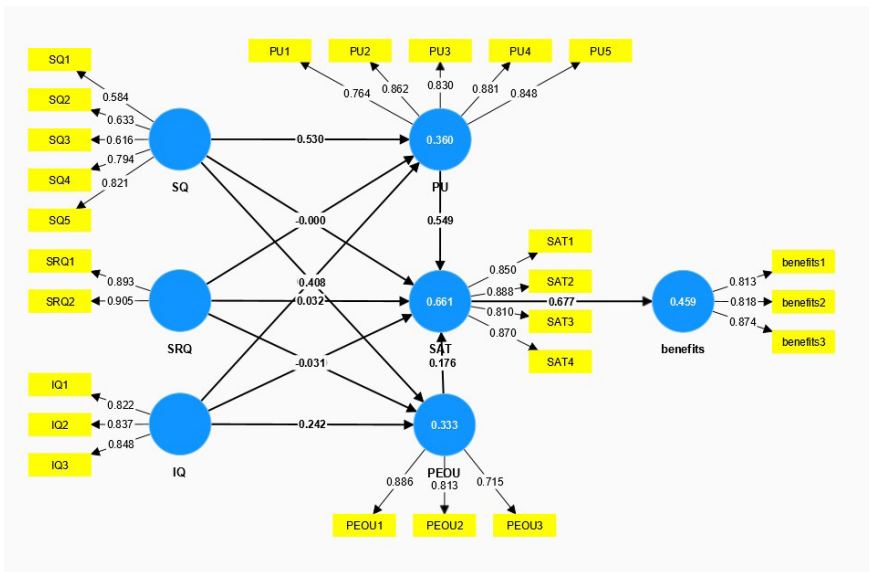 PU1 PU2 PU3 PU4 PU5
SQ1
0.764 0.862 0.830 0.881 0.848
SQ2
0.584
0.633
SQ3
0.616
0.530
0.360
0.794
SQ4
0.821
SQ
PU
SQ5
-0.000
0.549
SAT1
SRQ1
0.850
benefits1
0.893
0.408
0.888
SAT2
0.813
SRQ2
0.905
0.032
0.661
0.677
0.459
0.818
benefits2
0.810
SAT3
0.874
SRQ
SAT
0.870
benefits
benefits3
-0.031
0.176
SAT4
IQ1
0.822
IQ2
0.837
0.242
0.333
0.848
IQ3
IQ
PEOU
0.886 0.813 0.715
PEOU1 PEOU2 PEOU3